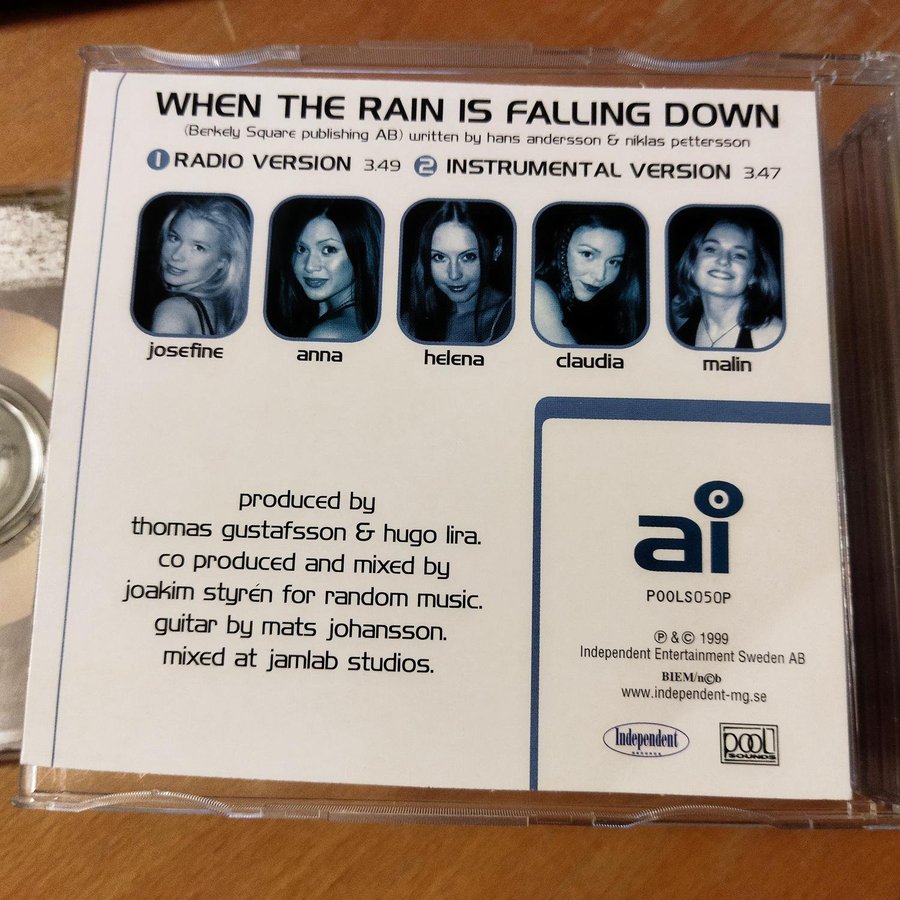 WHEN THE RAIN IS FALLING DOWN
(Berkely Square publishing AB) written by hans andersson & niklas pettersson
1 RADIO VERSION 3.49 2 INSTRUMENTAL VERSION 3.47
josefine anna helena claudia malin
produced by
thomas gustafsson & hugo lira.
co produced and mixed by
joakim styrén for random music.
guitar by mats johansson.
mixed at jamlab studios.
ai
POOLS050P
℗ & © 1999
Independent Entertainment Sweden AB
BIEM/n©b
www.independent-mg.se
Independent
RECORDS
pool
SOUNDS